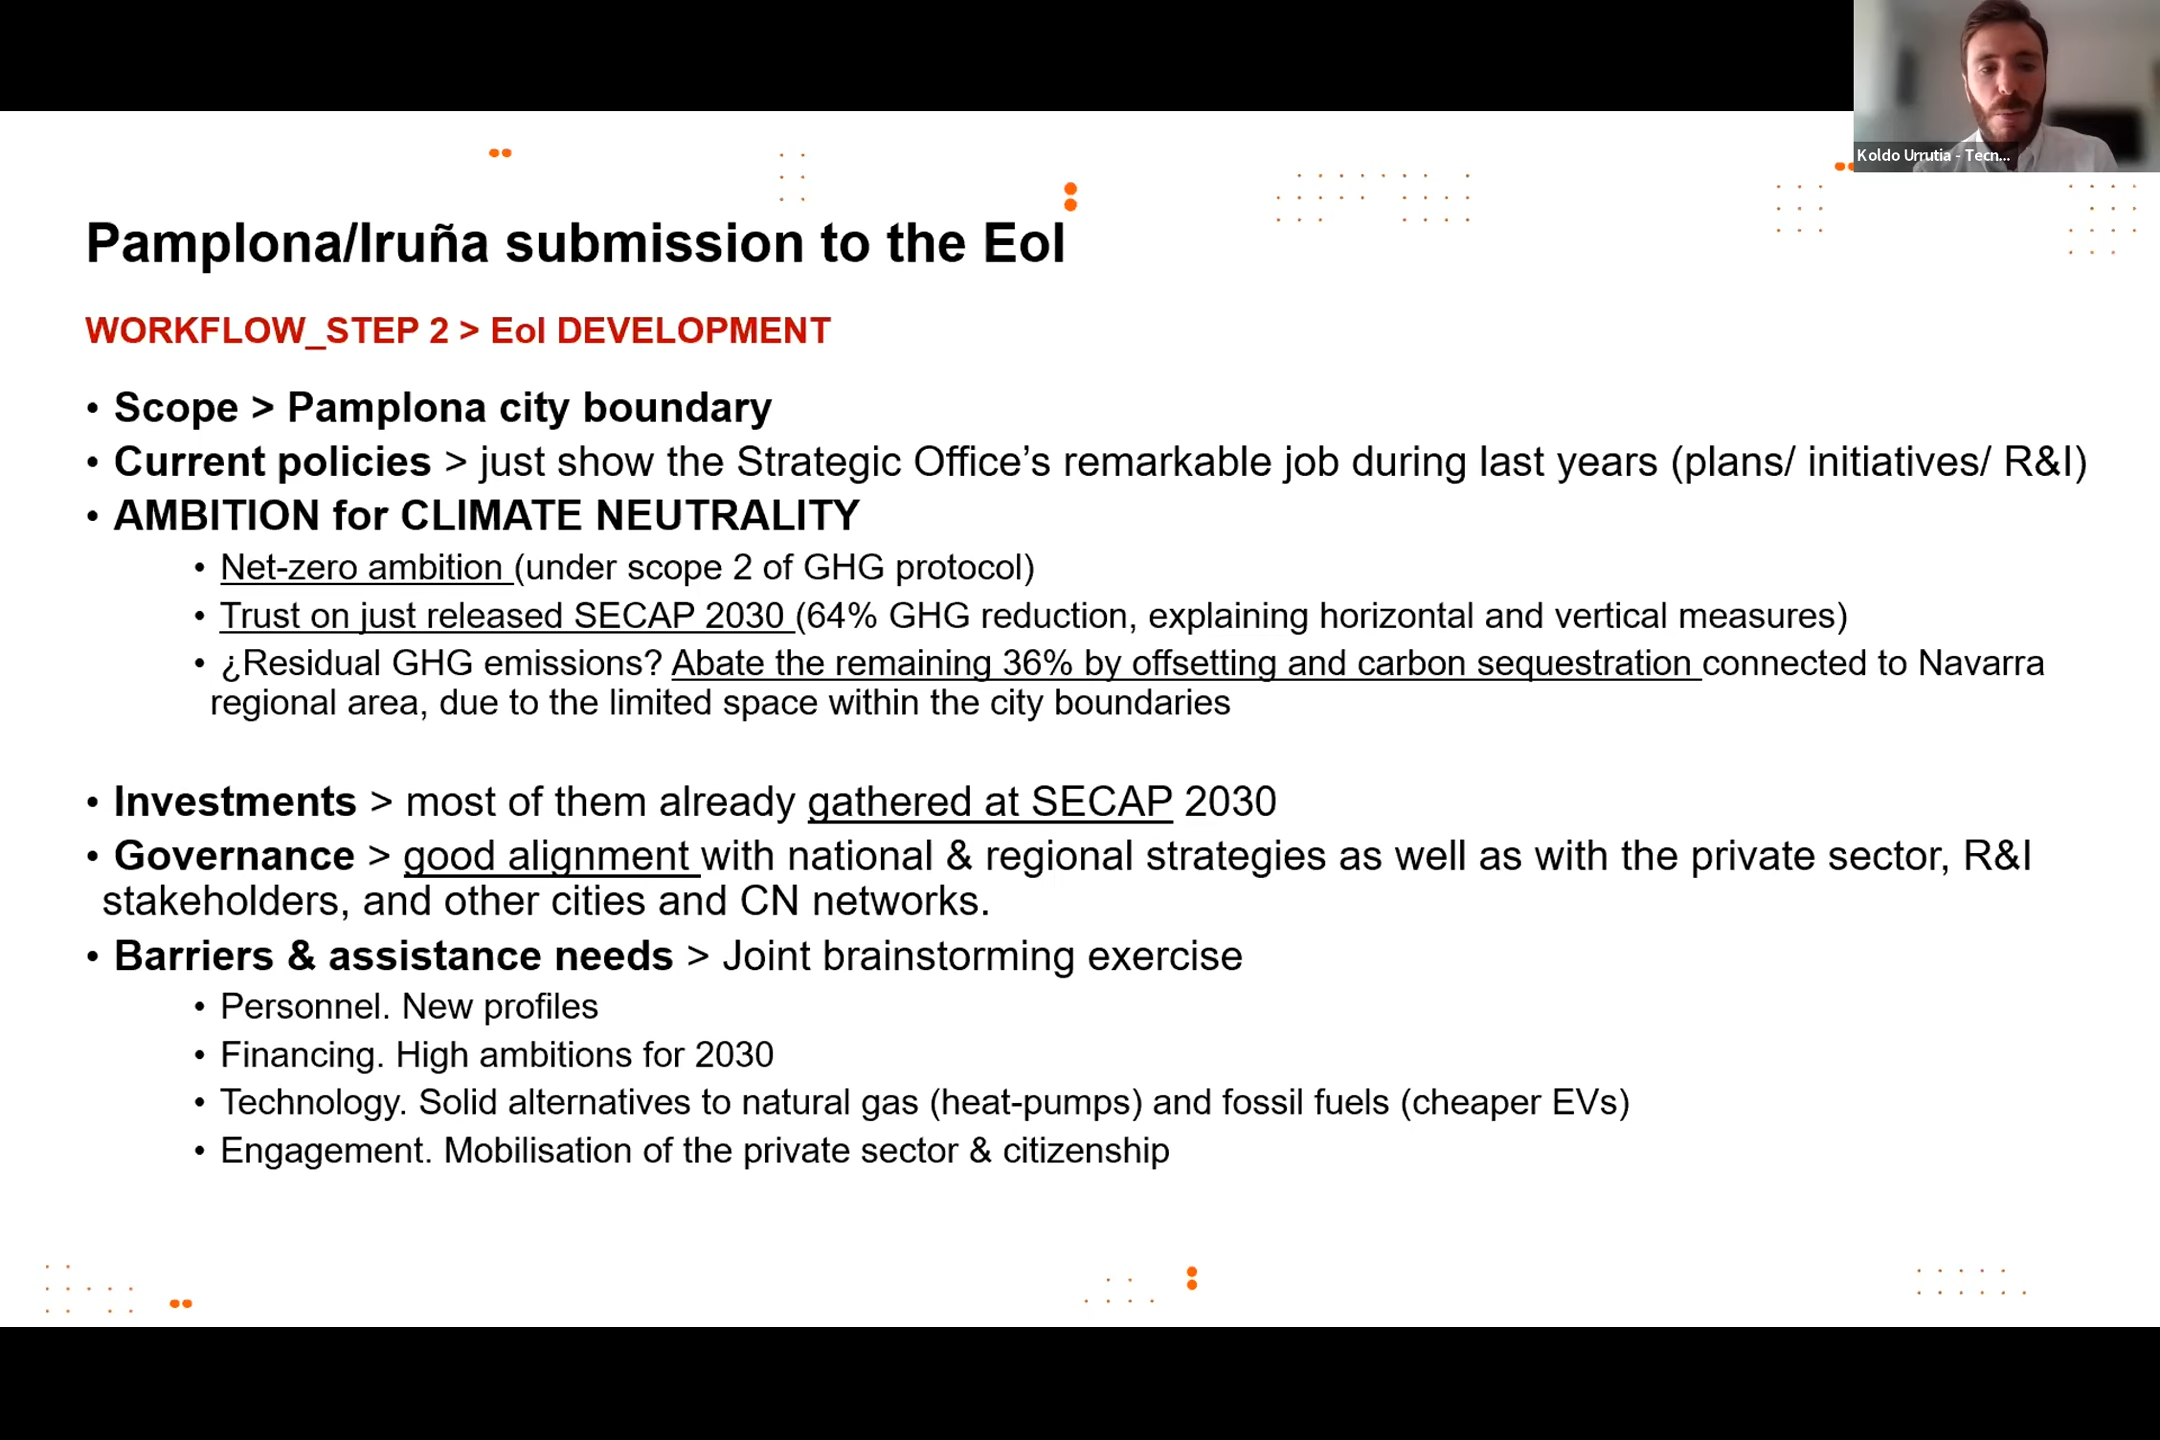 Koldo Urrutia - Tecn...
Pamplona/Iruña submission to the EoI
WORKFLOW_STEP 2 > EoI DEVELOPMENT
• Scope > Pamplona city boundary
• Current policies > just show the Strategic Office’s remarkable job during last years (plans/ initiatives/ R&I)
• AMBITION for CLIMATE NEUTRALITY
• Net-zero ambition (under scope 2 of GHG protocol)
• Trust on just released SECAP 2030 (64% GHG reduction, explaining horizontal and vertical measures)
• ¿Residual GHG emissions? Abate the remaining 36% by offsetting and carbon sequestration connected to Navarra
regional area, due to the limited space within the city boundaries
• Investments > most of them already gathered at SECAP 2030
• Governance > good alignment with national & regional strategies as well as with the private sector, R&I
stakeholders, and other cities and CN networks.
• Barriers & assistance needs > Joint brainstorming exercise
• Personnel. New profiles
• Financing. High ambitions for 2030
• Technology. Solid alternatives to natural gas (heat-pumps) and fossil fuels (cheaper EVs)
• Engagement. Mobilisation of the private sector & citizenship